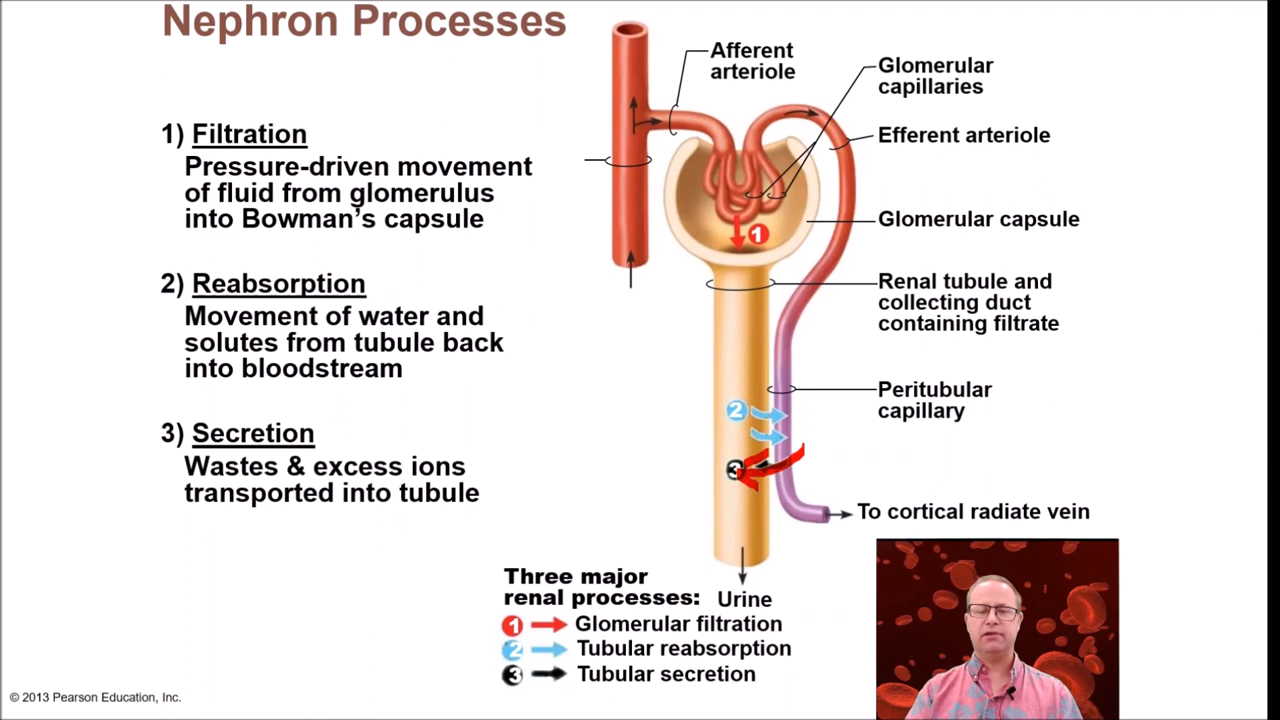 Nephron Processes
1) Filtration
Pressure-driven movement
of fluid from glomerulus
into Bowman's capsule
2) Reabsorption
Movement of water and
solutes from tubule back
into bloodstream
3) Secretion
Wastes & excess ions
transported into tubule
Afferent
arteriole
Glomerular
capillaries
Efferent arteriole
Glomerular capsule
1
Renal tubule and
collecting duct
containing filtrate
Peritubular
capillary
2
3
To cortical radiate vein
Urine
Three major
renal processes:
1 Glomerular filtration
2 Tubular reabsorption
3 Tubular secretion
© 2013 Pearson Education, Inc.